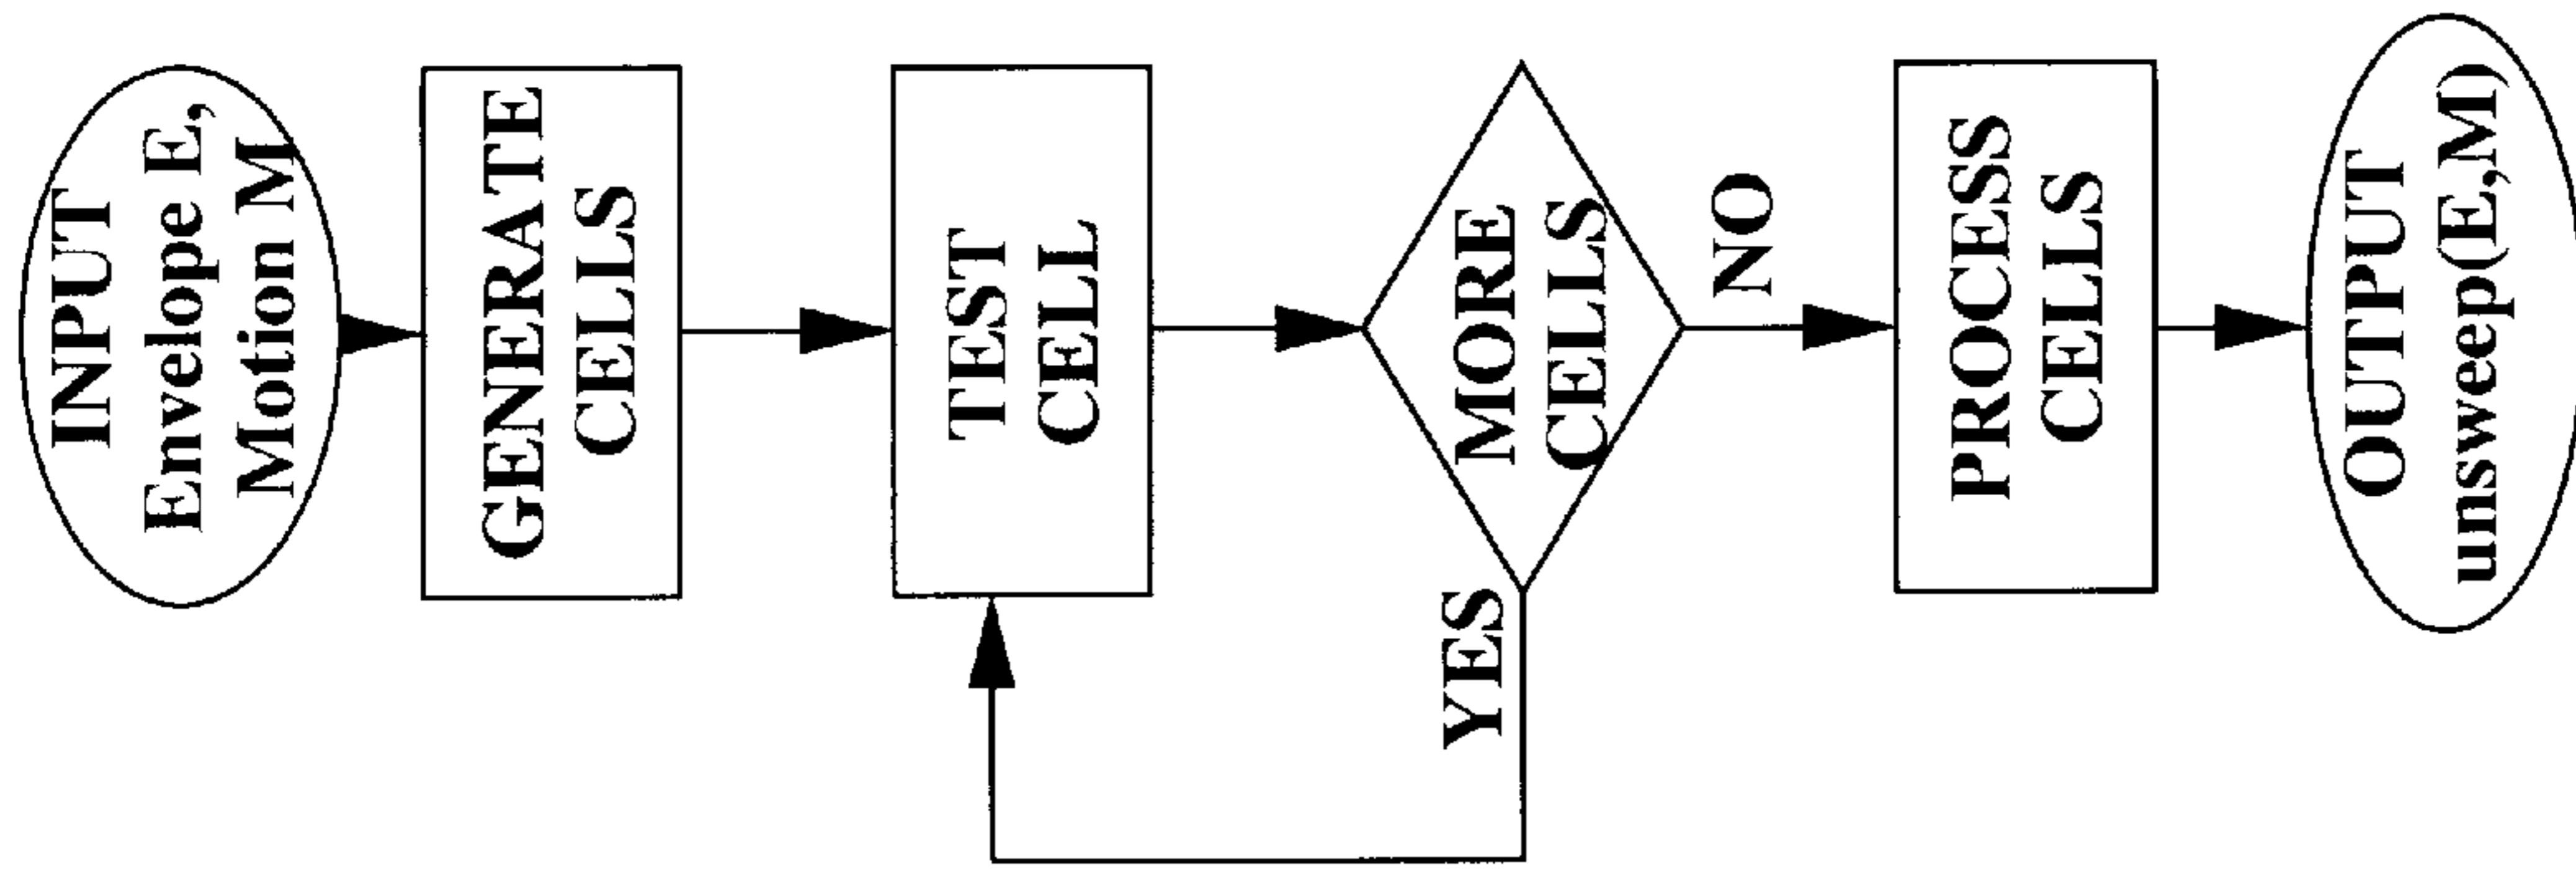 INPUT
Envelope E,
Motion M
GENERATE
CELLS
TEST
CELL
MORE
CELLS
YES
NO
PROCESS
CELLS
OUTPUT
unsweep(E,M)